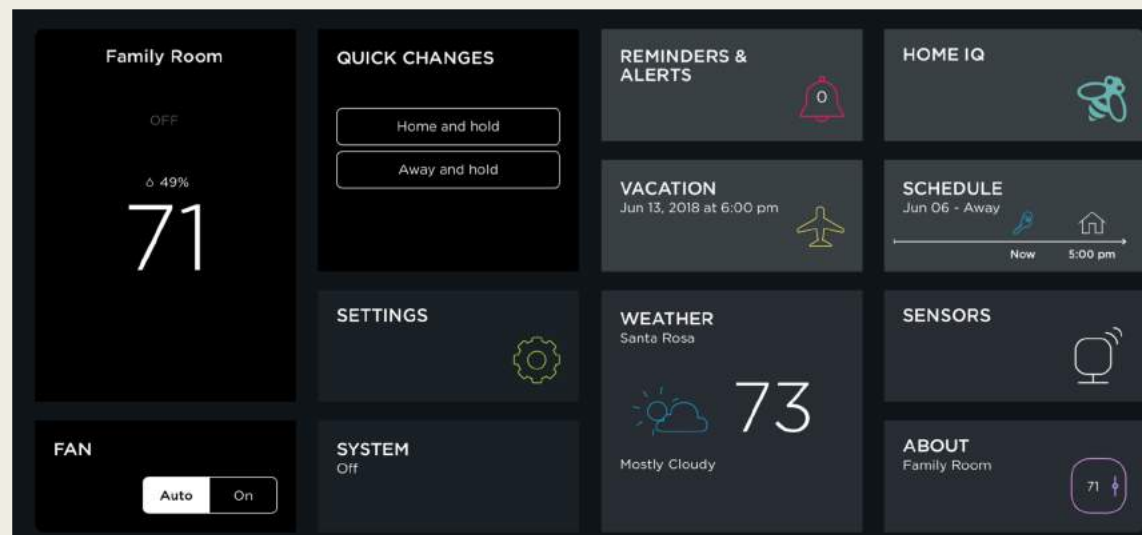 Family Room
OFF
49%
71
FAN
Auto On
QUICK CHANGES
Home and hold
Away and hold
SETTINGS
SYSTEM
Off
REMINDERS &
ALERTS
0
VACATION
Jun 13, 2018 at 6:00 pm
WEATHER
Santa Rosa
73
Mostly Cloudy
HOME IQ
SCHEDULE
Jun 06 - Away
Now 5:00 pm
SENSORS
ABOUT
Family Room
71